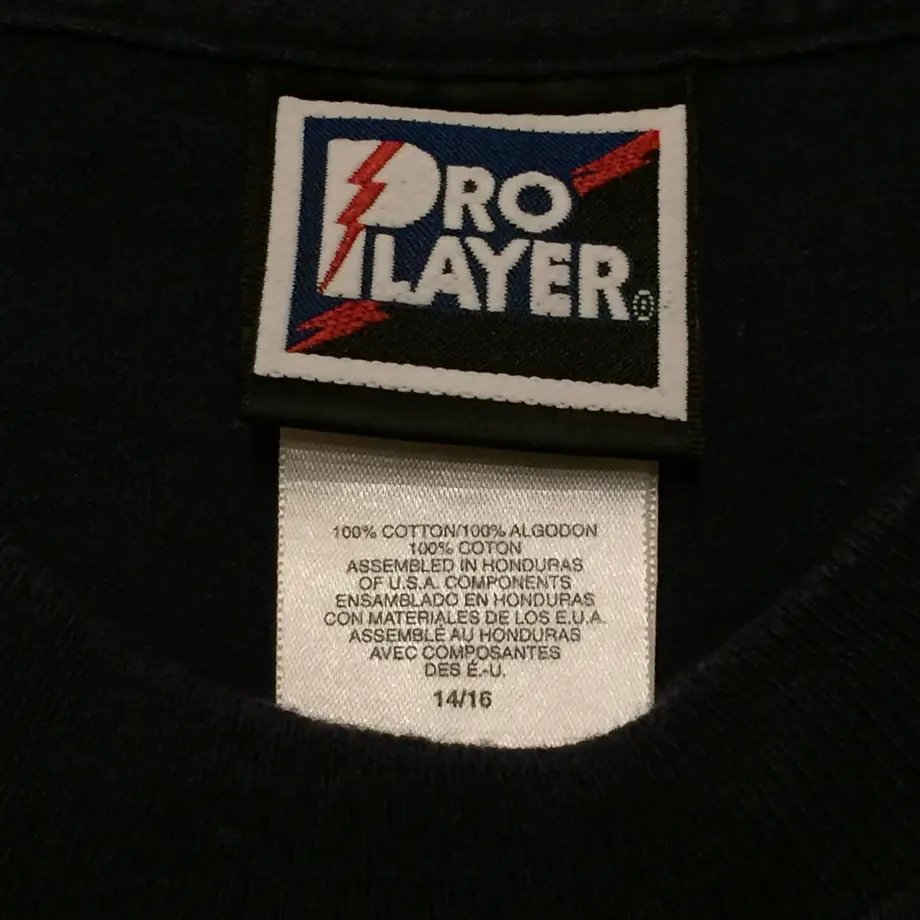 PRO
PLAYER®
100% COTTON/100% ALGODON
100% COTON
ASSEMBLED IN HONDURAS
OF U.S.A. COMPONENTS
ENSAMBLADO EN HONDURAS
CON MATERIALES DE LOS E.U.A.
ASSEMBLÉ AU HONDURAS
AVEC COMPOSANTES
DES É.-U.
14/16